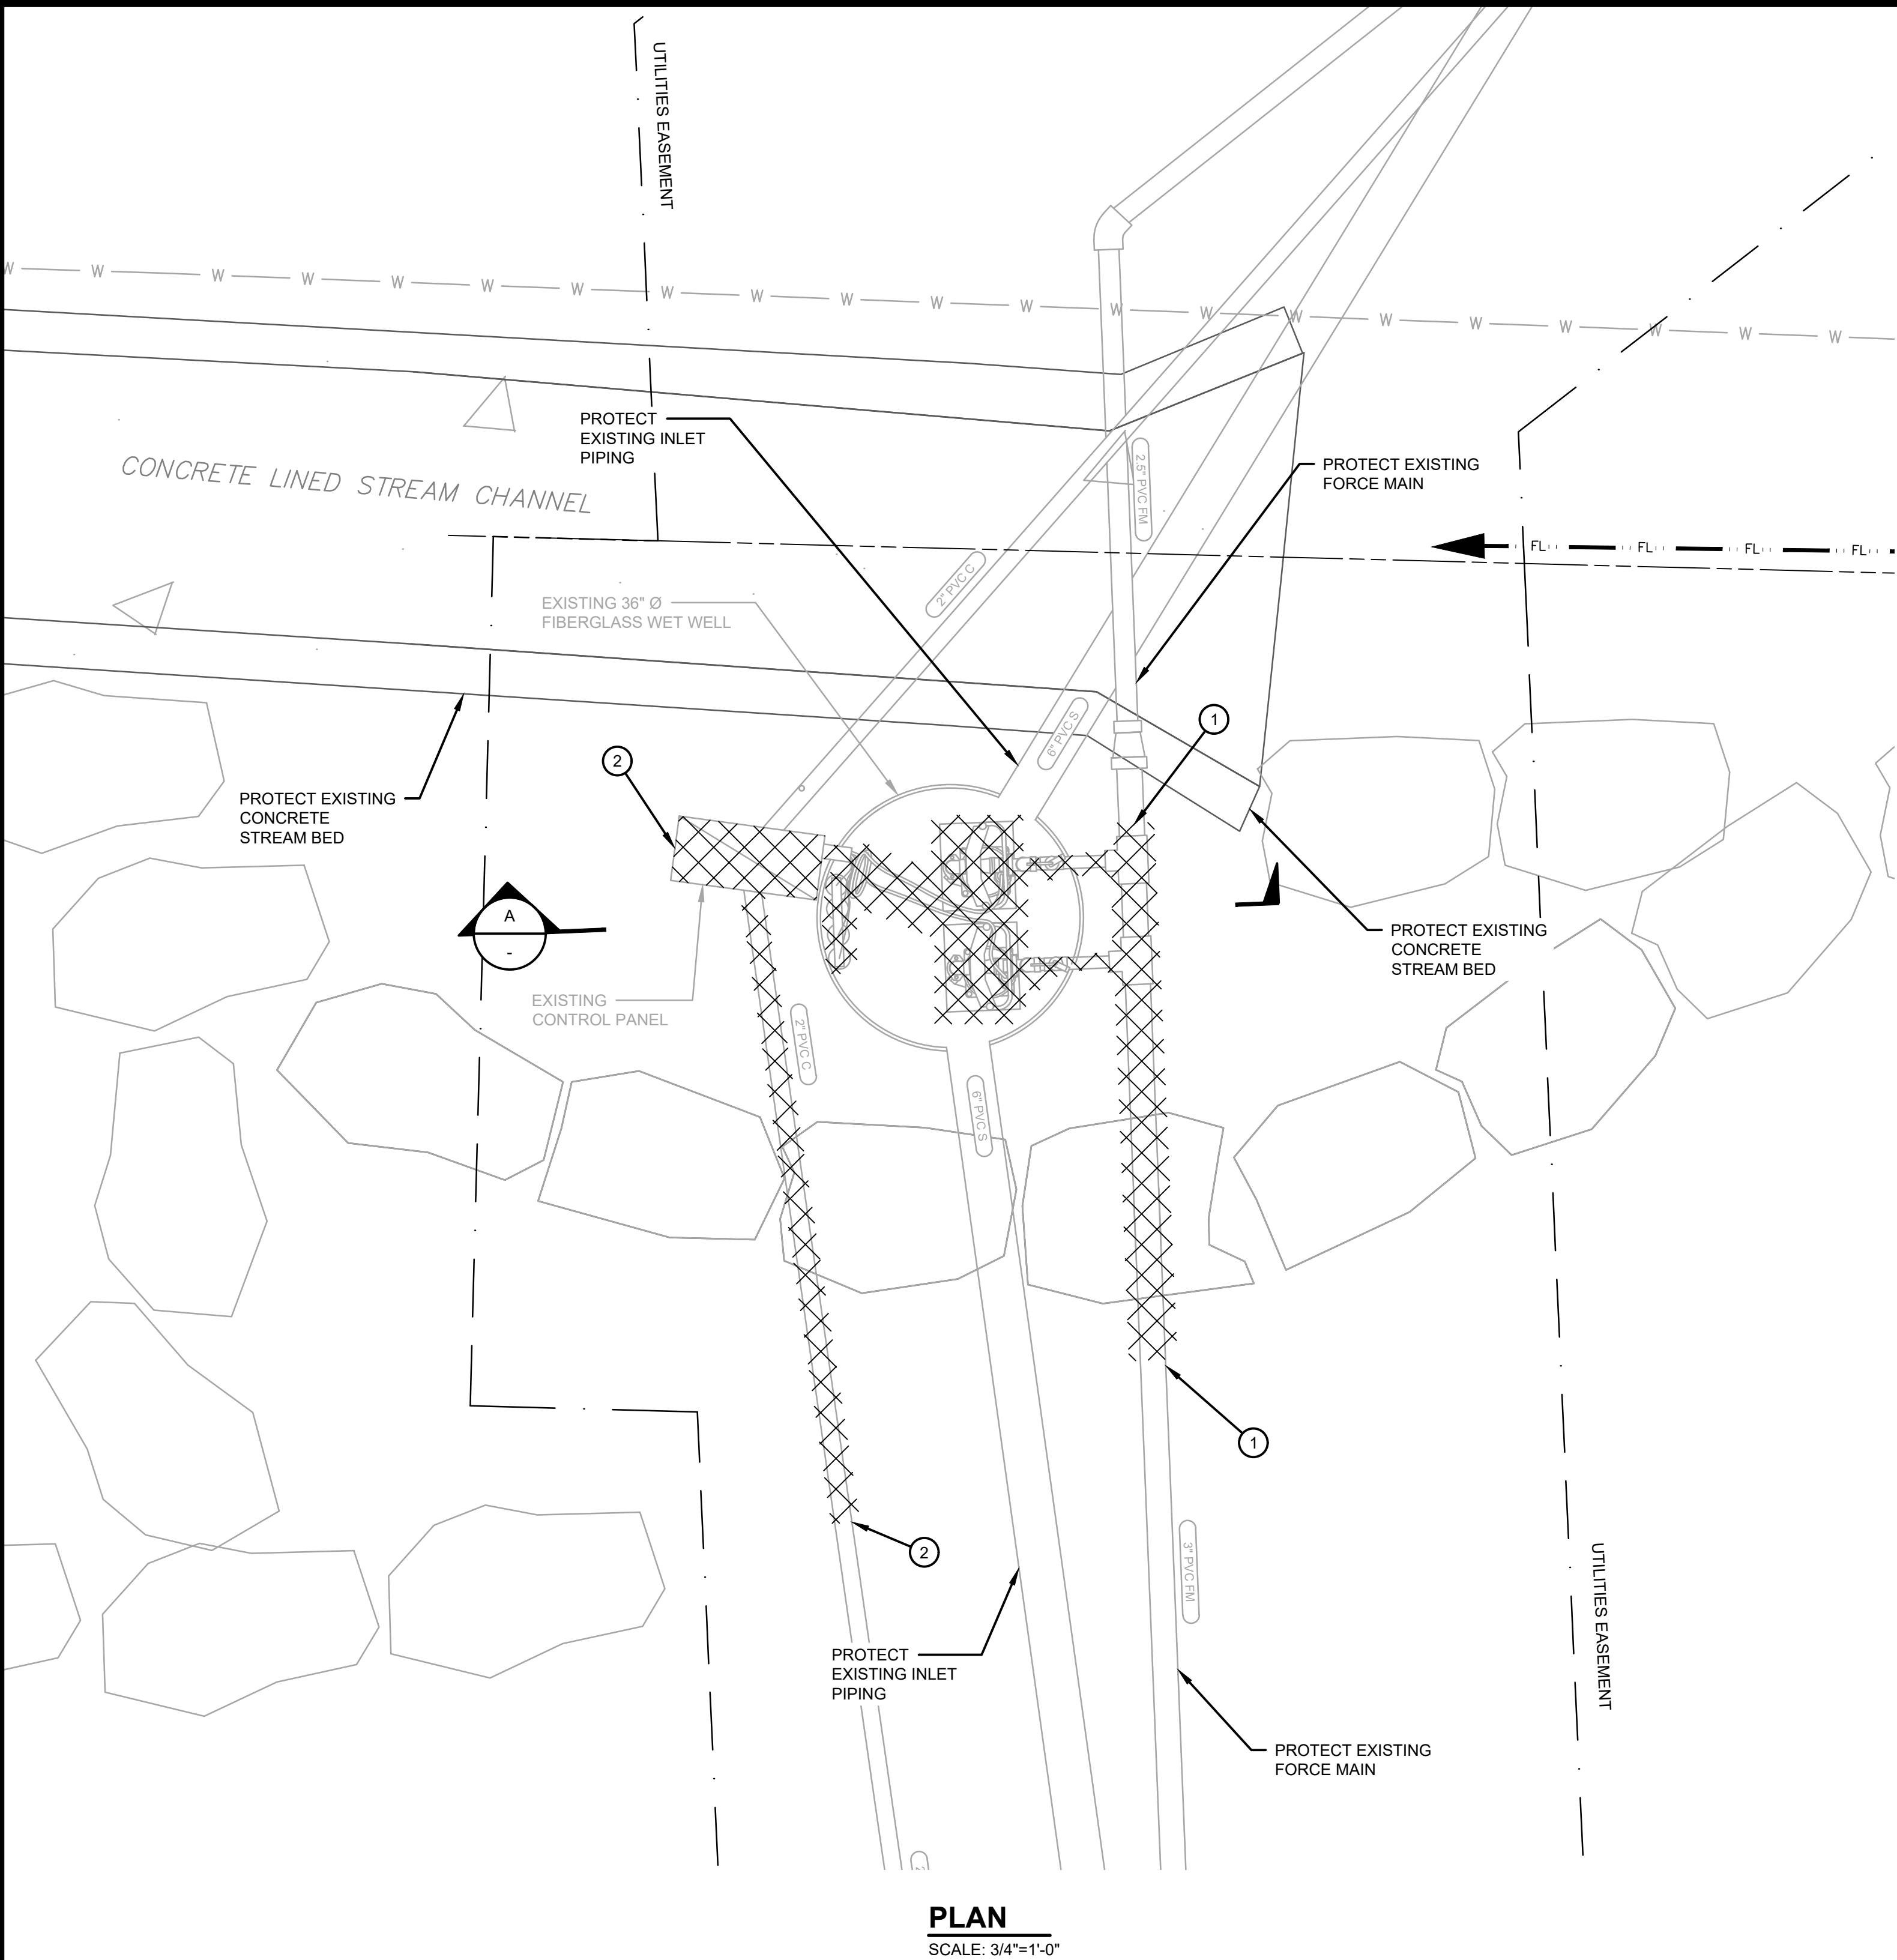 UTILITIES EASEMENT
W W W W W W W W W W W W W W W W W W W W W
PROTECT
EXISTING INLET
PIPING
CONCRETE LINED STREAM CHANNEL
2.5" PVC FM
PROTECT EXISTING
FORCE MAIN
FL FL FL FL
2" PVC C
EXISTING 36" Ø
FIBERGLASS WET WELL
6" PVC S
1
2
PROTECT EXISTING
CONCRETE
STREAM BED
A
-
PROTECT EXISTING
CONCRETE
STREAM BED
EXISTING
CONTROL PANEL
2" PVC C
6" PVC S
1
2
3" PVC FM
UTILITIES EASEMENT
PROTECT
EXISTING INLET
PIPING
PROTECT EXISTING
FORCE MAIN
PLAN
SCALE: 3/4"=1'-0"